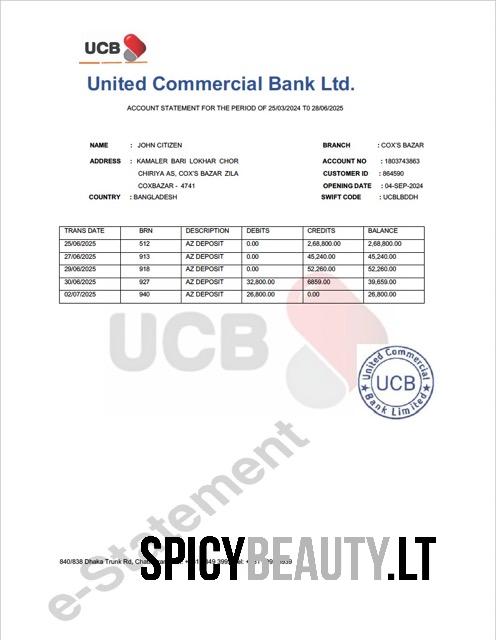 UCB
United Commercial Bank Ltd.
ACCOUNT STATEMENT FOR THE PERIOD OF 25/03/2024 T0 28/06/2025
NAME : JOHN CITIZEN BRANCH : COX'S BAZAR
ADDRESS : KAMALER BARI LOKHAR CHOR ACCOUNT NO : 1803743863
CHIRIYA AS, COX'S BAZAR ZILA CUSTOMER ID : 864590
COXBAZAR - 4741 OPENING DATE : 04-SEP-2024
COUNTRY : BANGLADESH SWIFT CODE : UCBLBDDH
TRANS DATE BRN DESCRIPTION DEBITS CREDITS BALANCE
25/06/2025 512 AZ DEPOSIT 0.00 2,68,800.00 2,68,800.00
27/06/2025 913 AZ DEPOSIT 0.00 45,240.00 45,240.00
29/06/2025 918 AZ DEPOSIT 0.00 52,260.00 52,260.00
30/06/2025 927 AZ DEPOSIT 32,800.00 6859.00 39,659.00
02/07/2025 940 AZ DEPOSIT 26,800.00 0.00 26,800.00
UCB
United Commercial
UCB
Bank Limited
e-Statement
SPICYBEAUTY.LT
840/838 Dhaka Trunk Rd,